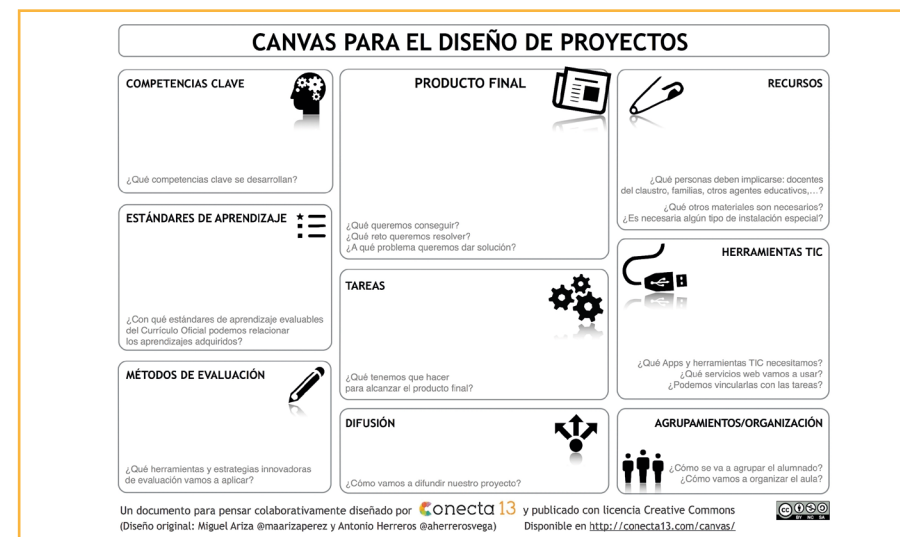 CANVAS PARA EL DISEÑO DE PROYECTOS
COMPETENCIAS CLAVE
¿Qué competencias clave se desarrollan?
ESTÁNDARES DE APRENDIZAJE
¿Con qué estándares de aprendizaje evaluables
del Currículo Oficial podemos relacionar
los aprendizajes adquiridos?
MÉTODOS DE EVALUACIÓN
¿Qué herramientas y estrategias innovadoras
de evaluación vamos a aplicar?
PRODUCTO FINAL
¿Qué queremos conseguir?
¿Qué reto queremos resolver?
¿A qué problema queremos dar solución?
TAREAS
¿Qué tenemos que hacer
para alcanzar el producto final?
DIFUSIÓN
¿Cómo vamos a difundir nuestro proyecto?
RECURSOS
¿Qué personas deben implicarse: docentes
del claustro, familias, otros agentes educativos,...?
¿Qué otros materiales son necesarios?
¿Es necesaria algún tipo de instalación especial?
HERRAMIENTAS TIC
¿Qué Apps y herramientas TIC necesitamos?
¿Qué servicios web vamos a usar?
¿Podemos vincularlas con las tareas?
AGRUPAMIENTOS/ORGANIZACIÓN
¿Cómo se va a agrupar el alumnado?
¿Cómo vamos a organizar el aula?
Un documento para pensar colaborativamente diseñado por Conecta13 y publicado con licencia Creative Commons
(Diseño original: Miguel Ariza @maarizaperez y Antonio Herreros @aherrerosvega) Disponible en http://conecta13.com/canvas/
cc
BY NC SA